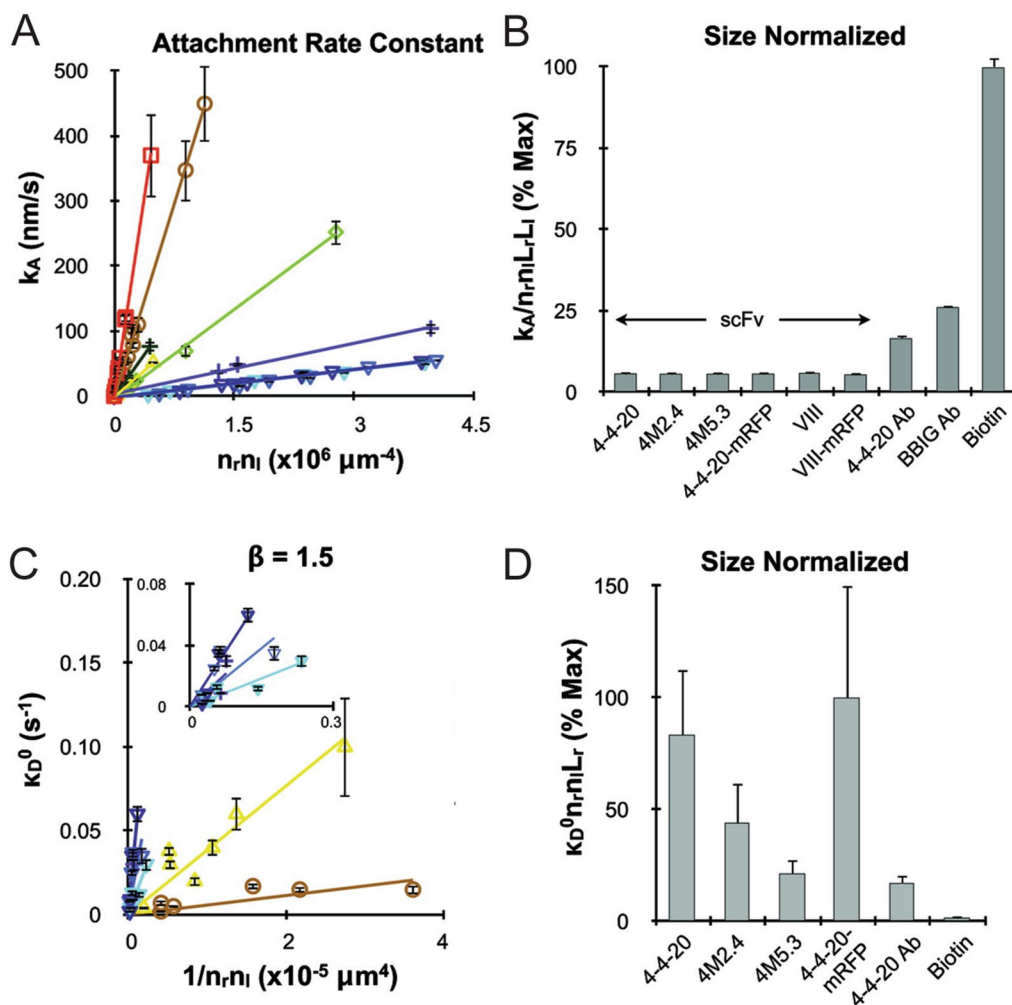 A
Attachment Rate Constant
500
400
300
200
100
0
kA (nm/s)
0 1.5 3 4.5
nrnl (x10⁶ µm⁻⁴)
B
Size Normalized
100
75
50
25
0
kA/nrnlLrLl (% Max)
scFv
4-4-20
4M2.4
4M5.3
4-4-20-mRFP
VIII
VIII-mRFP
4-4-20 Ab
BBIG Ab
Biotin
C
β = 1.5
0.20
0.15
0.10
0.05
0
κD⁰ (s⁻¹)
0.08
0.04
0
0 0.3
0 2 4
1/nrnl (x10⁻⁵ µm⁴)
D
Size Normalized
150
100
50
0
κD⁰nrnlLr (% Max)
4-4-20
4M2.4
4M5.3
4-4-20-
mRFP
4-4-20 Ab
Biotin